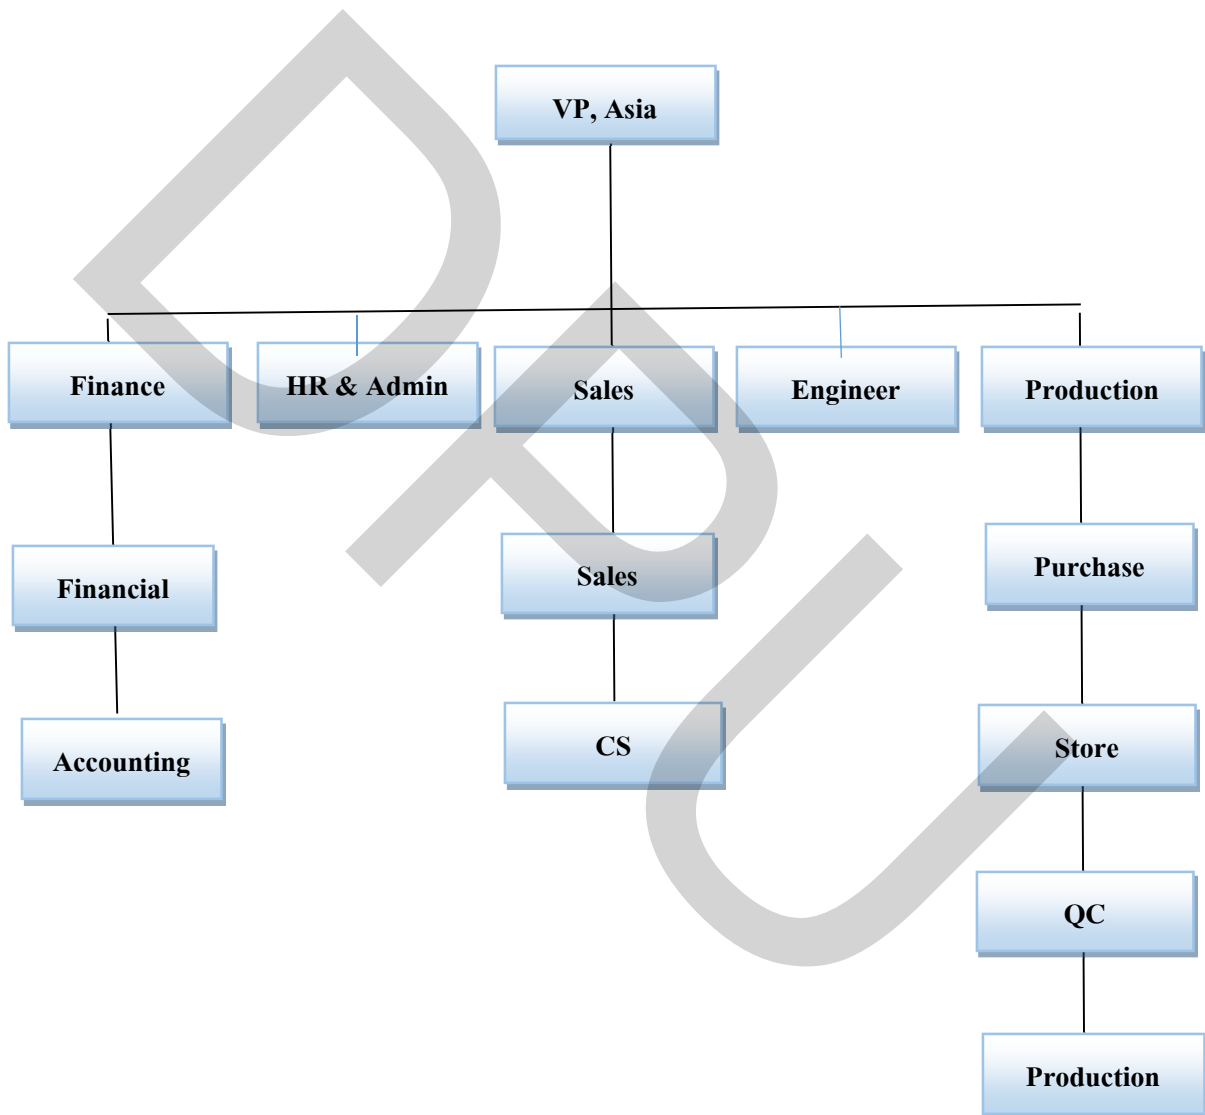 VP, Asia
Finance
HR & Admin
Sales
Engineer
Production
Financial
Sales
Purchase
Accounting
CS
Store
QC
Production
DPU